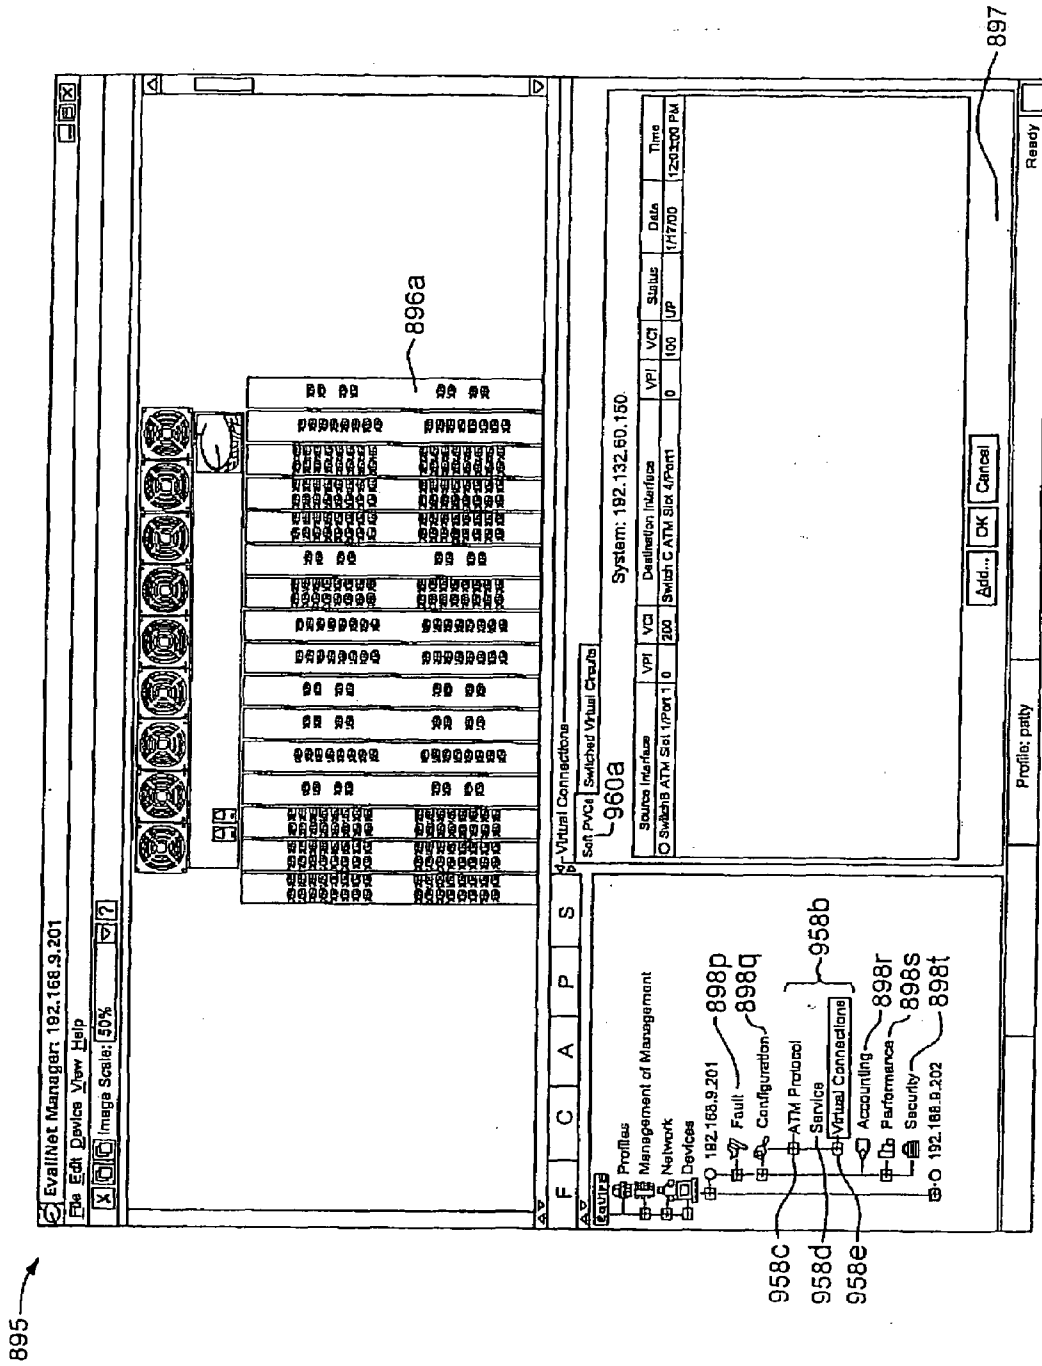 895
EvaliNet Manager: 192.168.9.201
File Edit Device View Help
X ? Image Scale: 50%
896a
F C A P S
Profiles
Management of Management
Network
Devices
192.168.9.201
898p
Fault
898q
Configuration
958c
ATM Protocol
958d
Service
958b
958e
Virtual Connections
Accounting
898r
Performance
898s
Security
898t
192.168.9.202
Virtual Connections
Soft PVCs Switched Virtual Circuits
960a
System: 192.132.60.150
Source Interface VPI VCI Destination Interface VPI VCI Status Date Time
SwitchB ATM Slot 1/Port 1 0 200 Switch C ATM Slot 4/Port1 0 100 UP 1/17/00 12:03:00 PM
Add... OK Cancel
897
Profile: patty
Ready